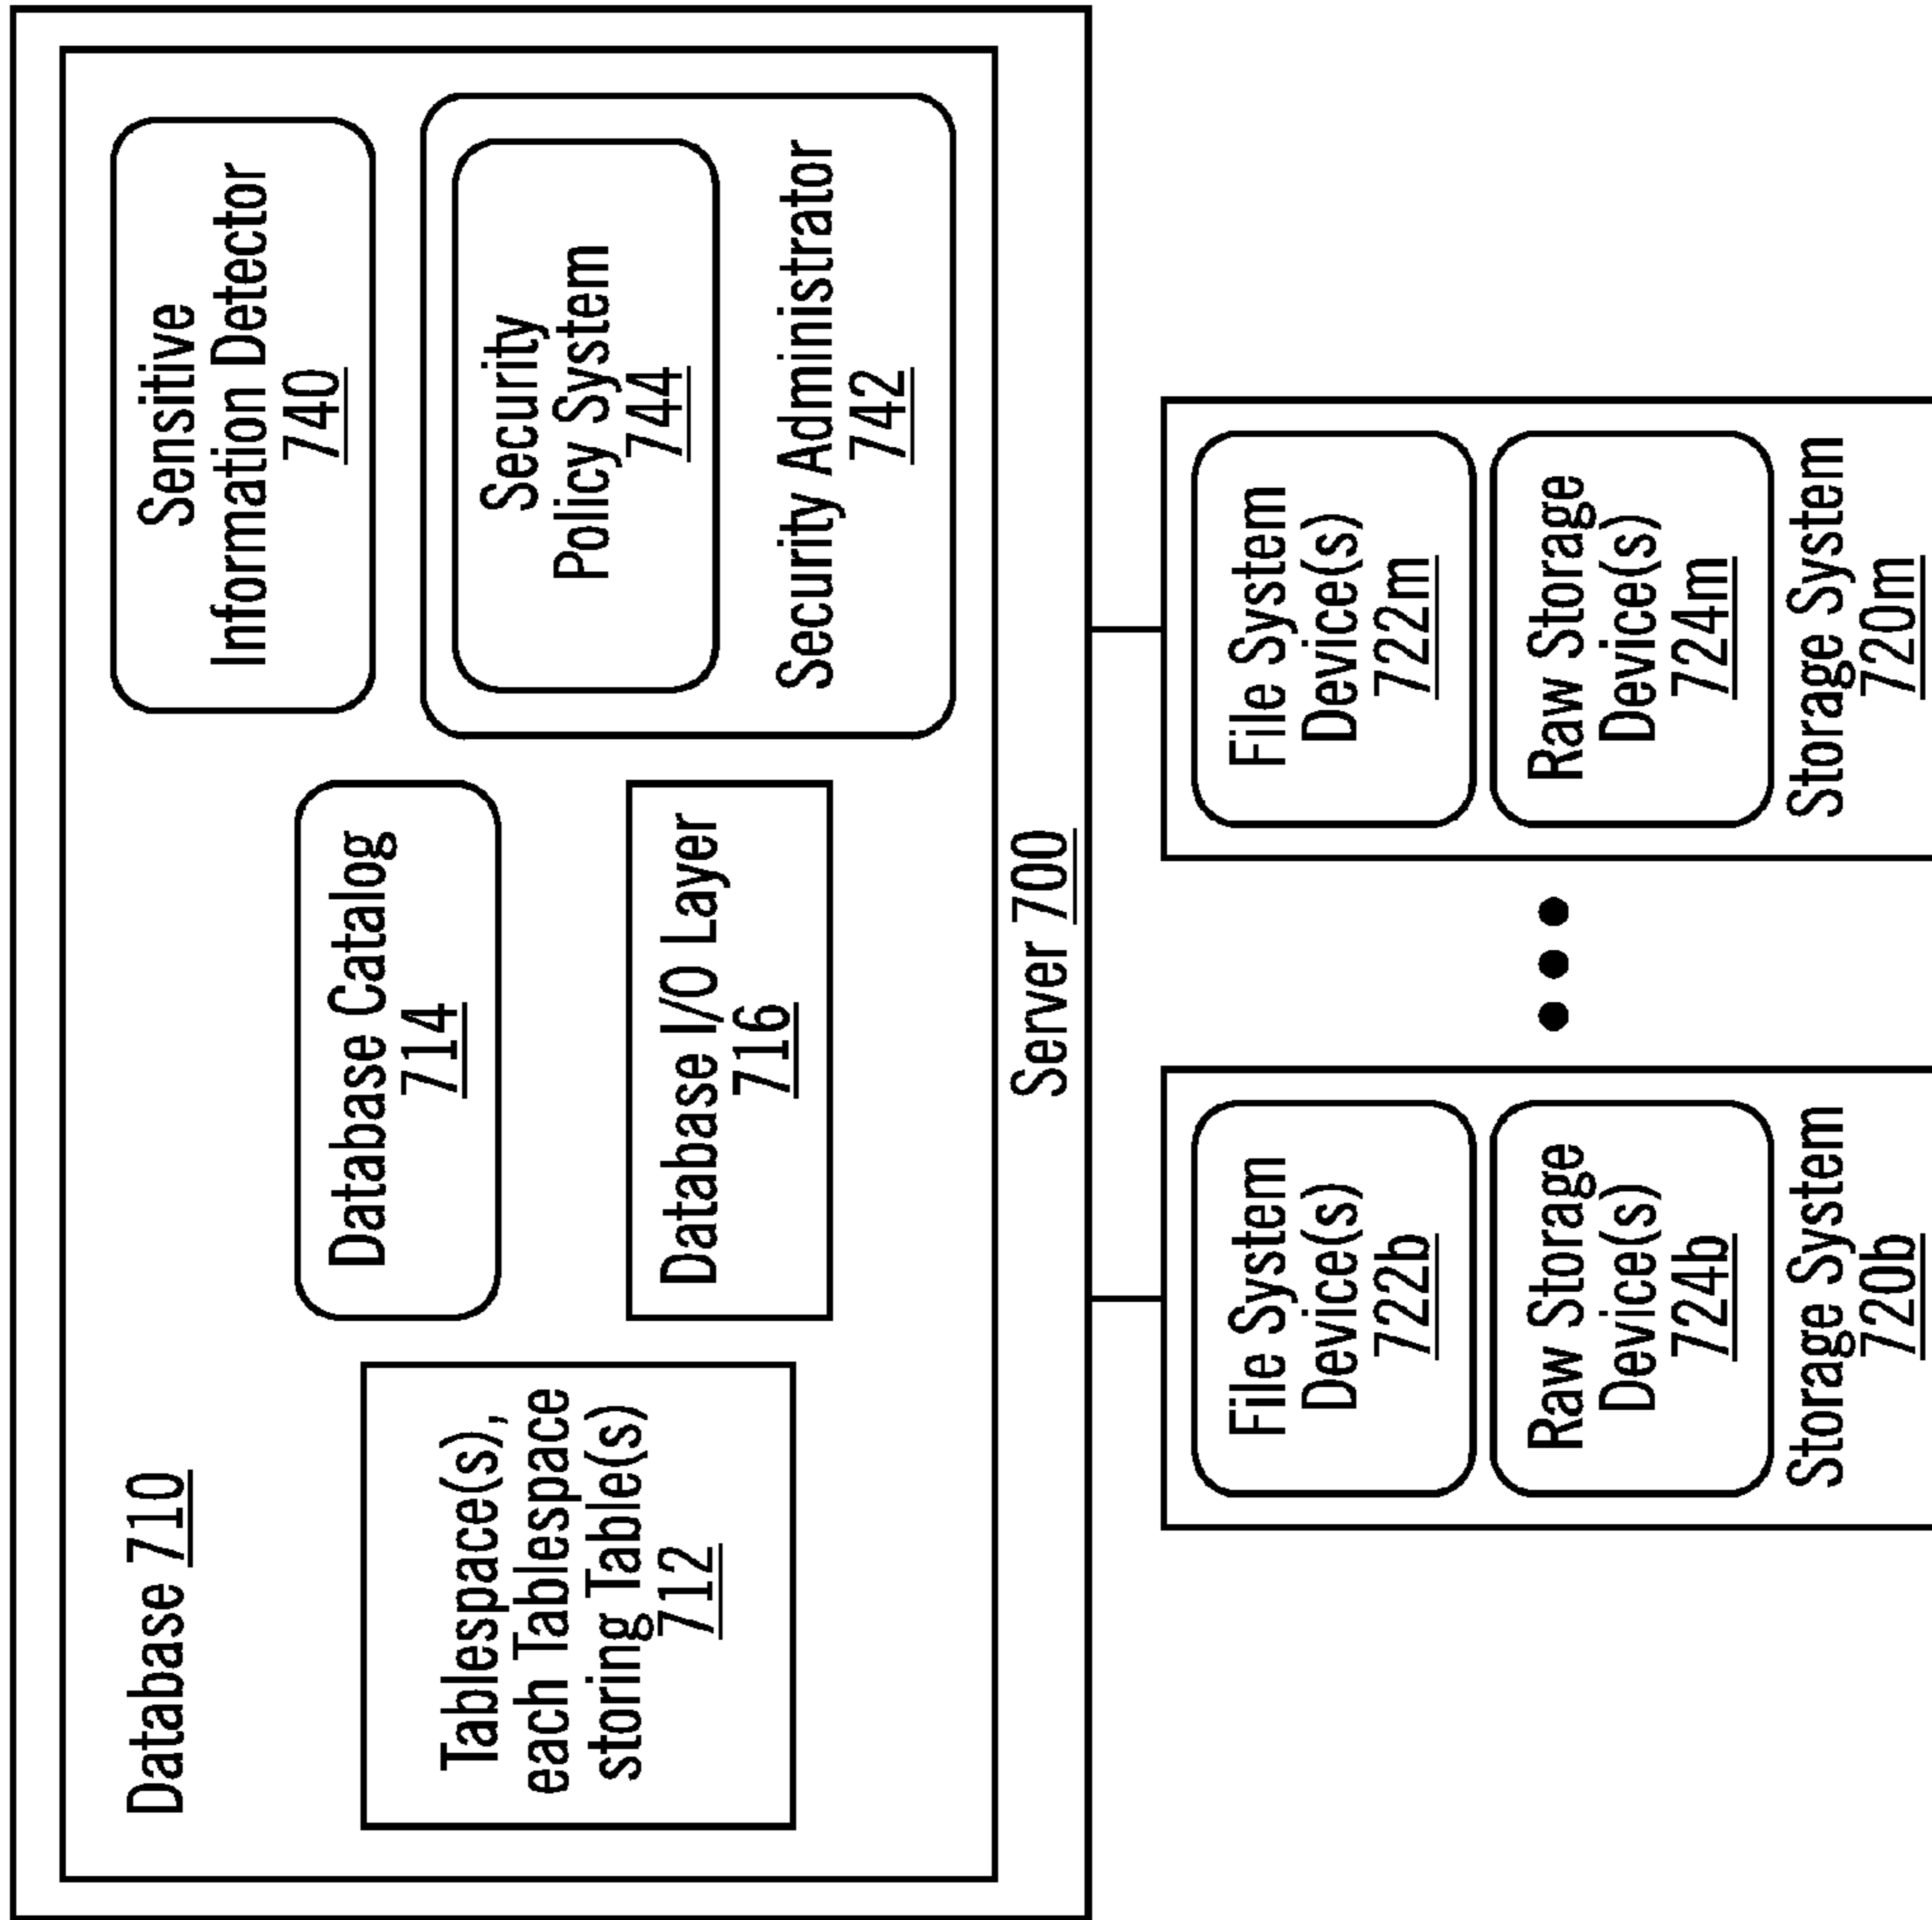 Database 710
Tablespace(s),
each Tablespace
storing Table(s)
712
Database Catalog
714
Database I/O Layer
716
Sensitive
Information Detector
740
Security
Policy System
744
Security Administrator
742
Server 700
File System
Device(s)
722b
Raw Storage
Device(s)
724b
Storage System
720b
File System
Device(s)
722m
Raw Storage
Device(s)
724m
Storage System
720m